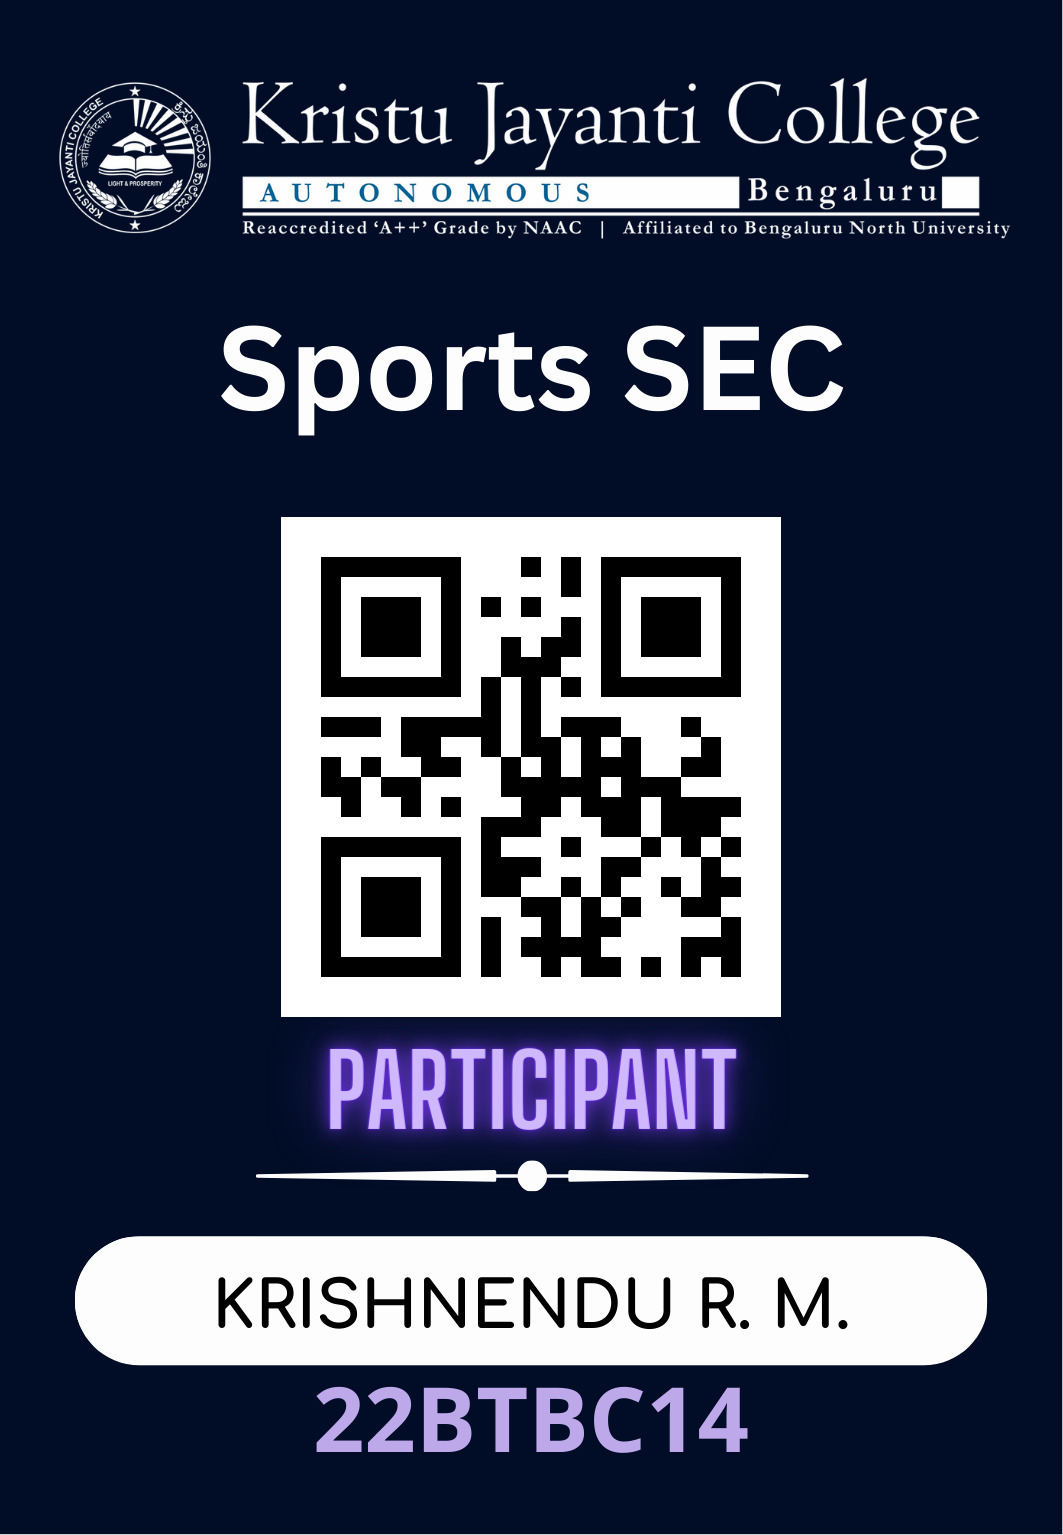 KRISTU JAYANTI COLLEGE
ಕ್ರಿಸ್ತು ಜಯಂತಿ ಕಾಲೇಜು
LIGHT & PROSPERITY
Kristu Jayanti College
AUTONOMOUS Bengaluru
Reaccredited ‘A++’ Grade by NAAC | Affiliated to Bengaluru North University
Sports SEC
PARTICIPANT
KRISHNENDU R. M.
22BTBC14